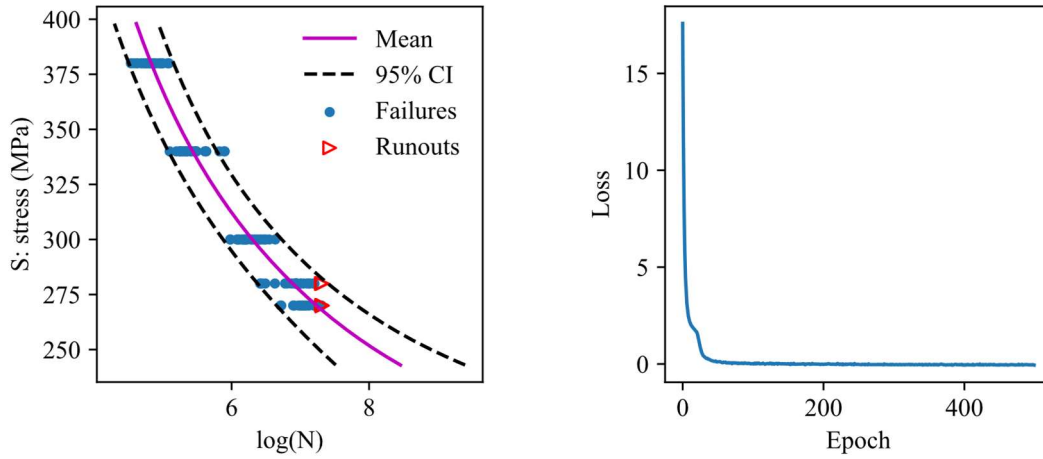 400
375
350
325
300
275
250
S: stress (MPa)
6
8
log(N)
Mean
95% CI
Failures
Runouts
15
10
5
0
Loss
0
200
400
Epoch